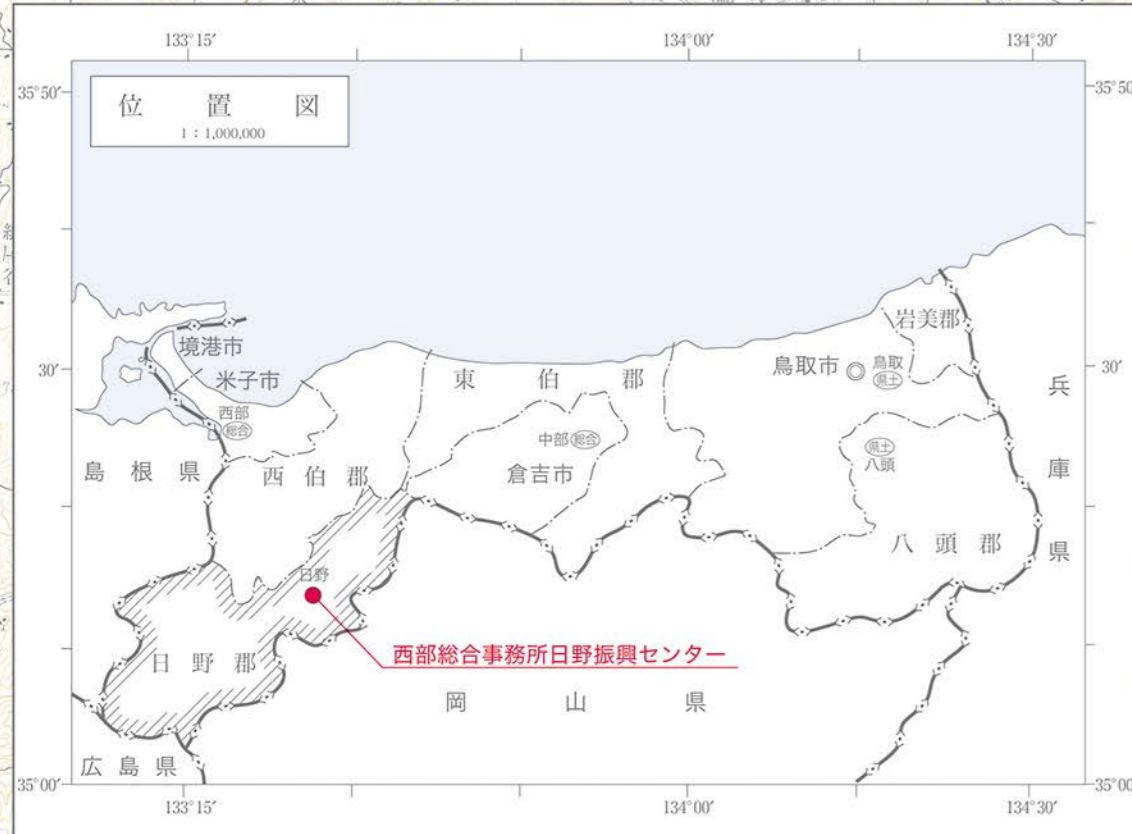 133°15′ 134°00′ 134°30′
35°50′ 35°50
位置図
1：1,000,000
岩美郡
境港市
30′ 30′
米子市 東伯郡 鳥取市 鳥取
県土
兵庫県
西部
総合
中部 総合
県土
八頭
島根県 西伯郡 倉吉市
八頭郡
日野
西部総合事務所日野振興センター
日野郡
岡山県
広島県
35°00′ 35°00
133°15′ 134°00′ 134°30′